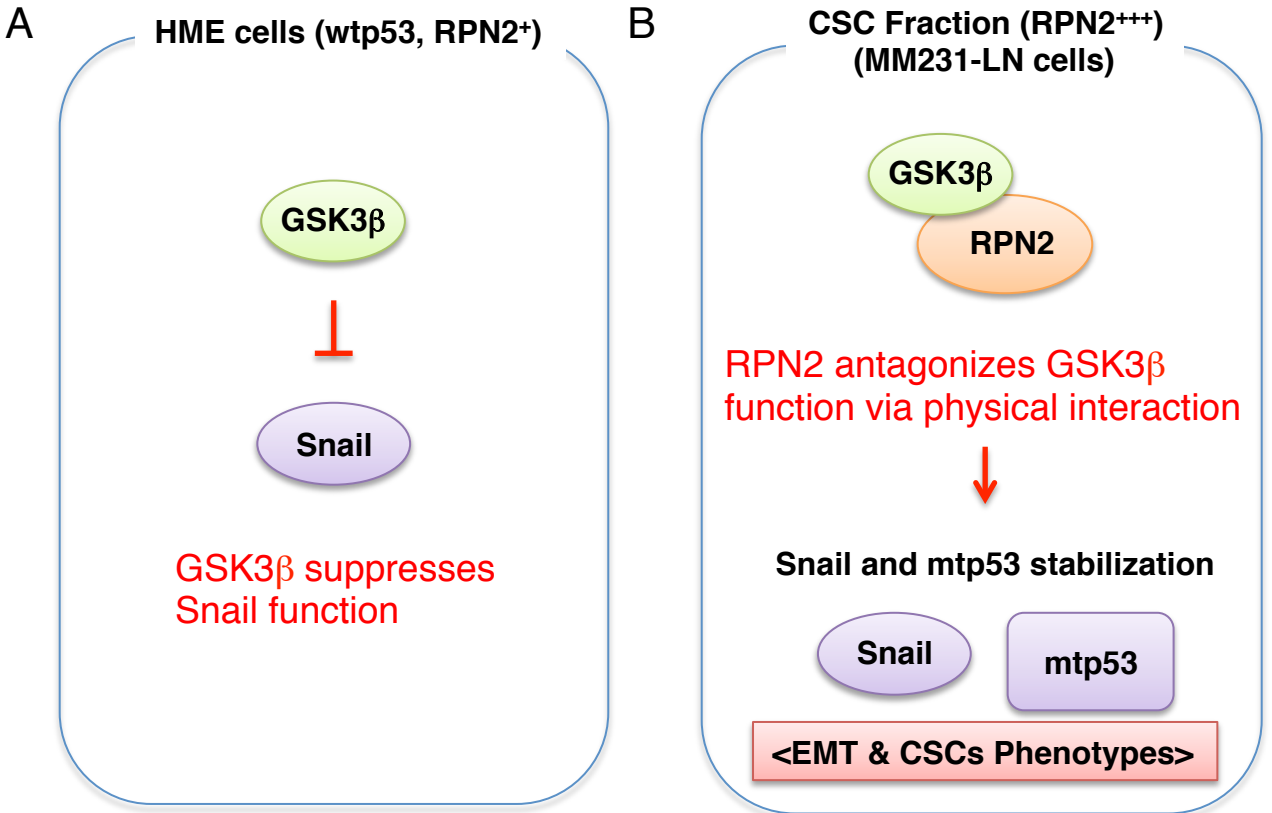 A
HME cells (wtp53, RPN2⁺)
GSK3β
Snail
GSK3β suppresses
Snail function
B
CSC Fraction (RPN2⁺⁺⁺)
(MM231-LN cells)
GSK3β
RPN2
RPN2 antagonizes GSK3β
function via physical interaction
Snail and mtp53 stabilization
Snail
mtp53
<EMT & CSCs Phenotypes>